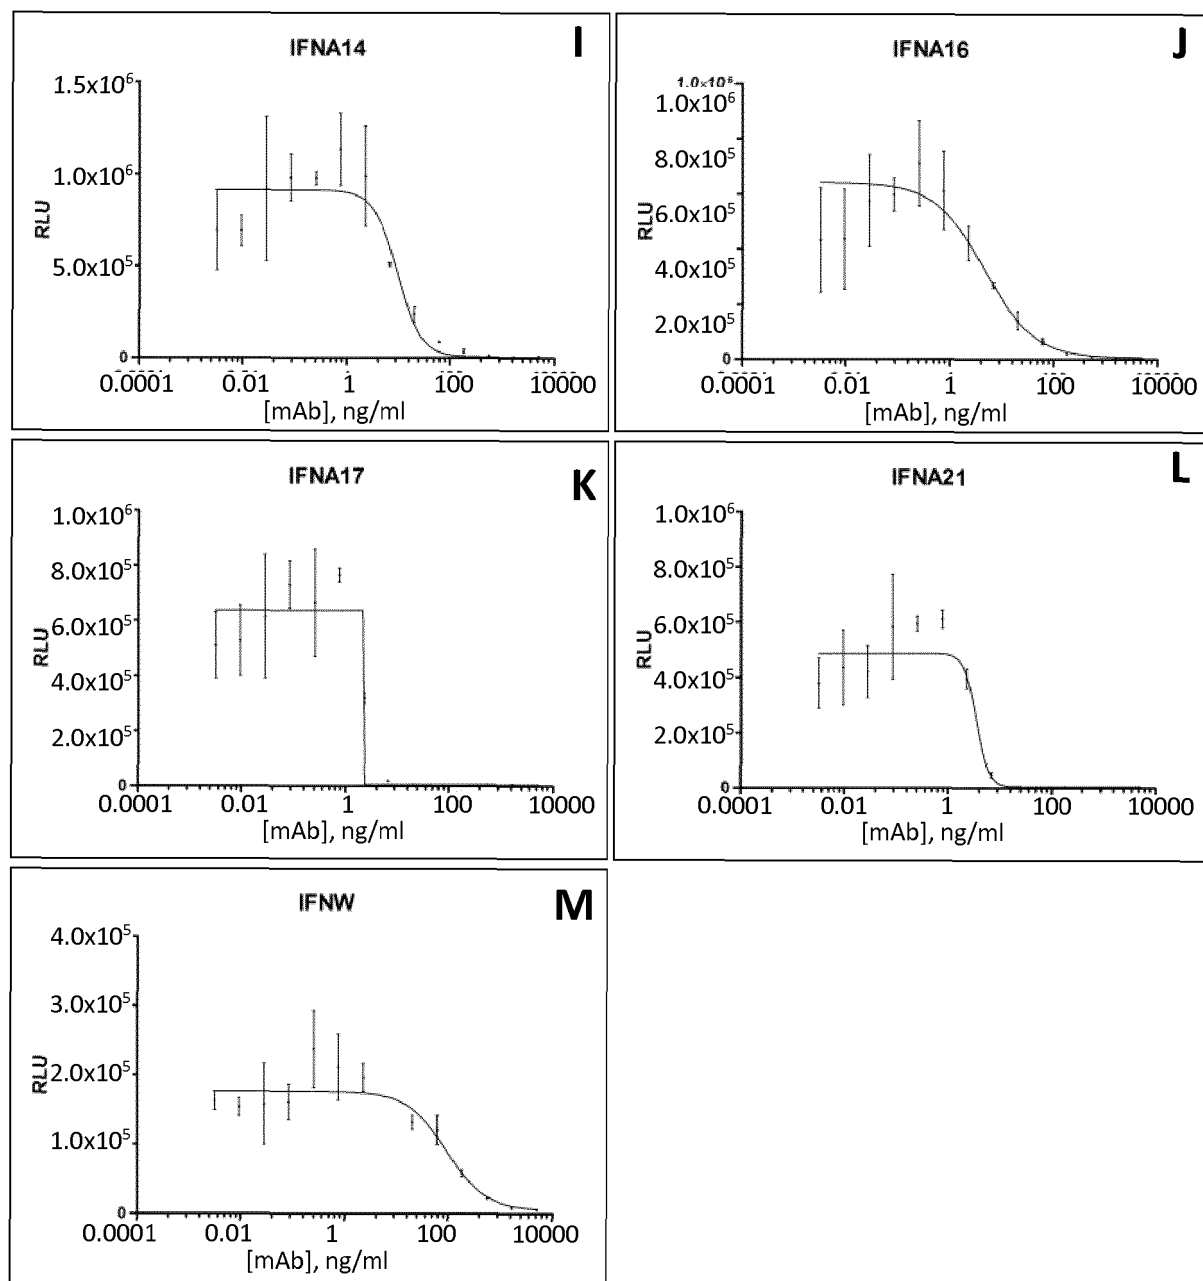 IFNA14
I
1.5x10⁶
1.0x10⁶
5.0x10⁵
0
RLU
0.0001
0.01
1
100
10000
[mAb], ng/ml
IFNA16
J
1.0x10⁶
1.0x10⁶
8.0x10⁵
6.0x10⁵
4.0x10⁵
2.0x10⁵
0
RLU
0.0001
0.01
1
100
10000
[mAb], ng/ml
IFNA17
K
1.0x10⁶
8.0x10⁵
6.0x10⁵
4.0x10⁵
2.0x10⁵
0
RLU
0.0001
0.01
1
100
10000
[mAb], ng/ml
IFNA21
L
1.0x10⁶
8.0x10⁵
6.0x10⁵
4.0x10⁵
2.0x10⁵
0
RLU
0.0001
0.01
1
100
10000
[mAb], ng/ml
IFNW
M
4.0x10⁵
3.0x10⁵
2.0x10⁵
1.0x10⁵
0
RLU
0.0001
0.01
1
100
10000
[mAb], ng/ml